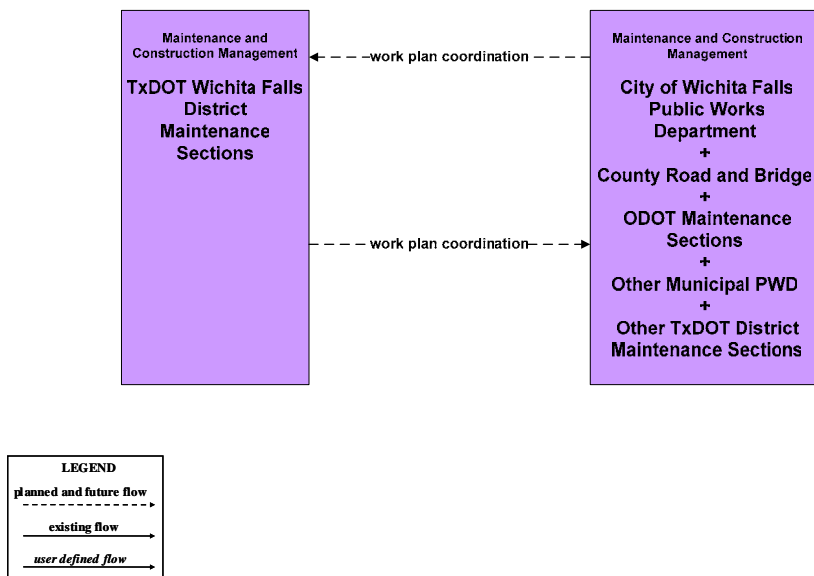 Maintenance and
Construction Management
TxDOT Wichita Falls
District
Maintenance
Sections
work plan coordination
work plan coordination
Maintenance and Construction
Management
City of Wichita Falls
Public Works
Department
+
County Road and Bridge
+
ODOT Maintenance
Sections
+
Other Municipal PWD
+
Other TxDOT District
Maintenance Sections
LEGEND
planned and future flow
existing flow
user defined flow